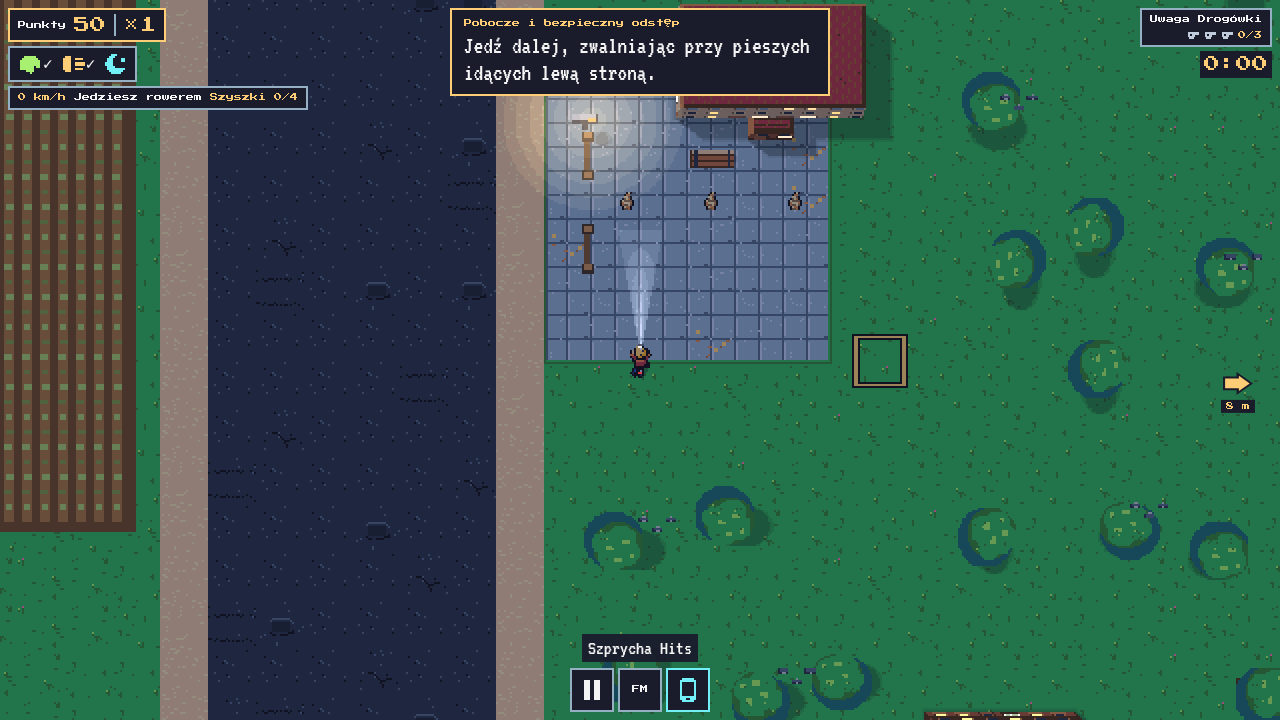 Punkty 50 | ×1
✓ ✓
0 km/h Jedziesz rowerem Szyszki 0/4
Pobocze i bezpieczny odstęp
Jedź dalej, zwalniając przy pieszych
idących lewą stroną.
Uwaga Drogówki
0/3
0:00
8 m
Szprycha Hits
FM